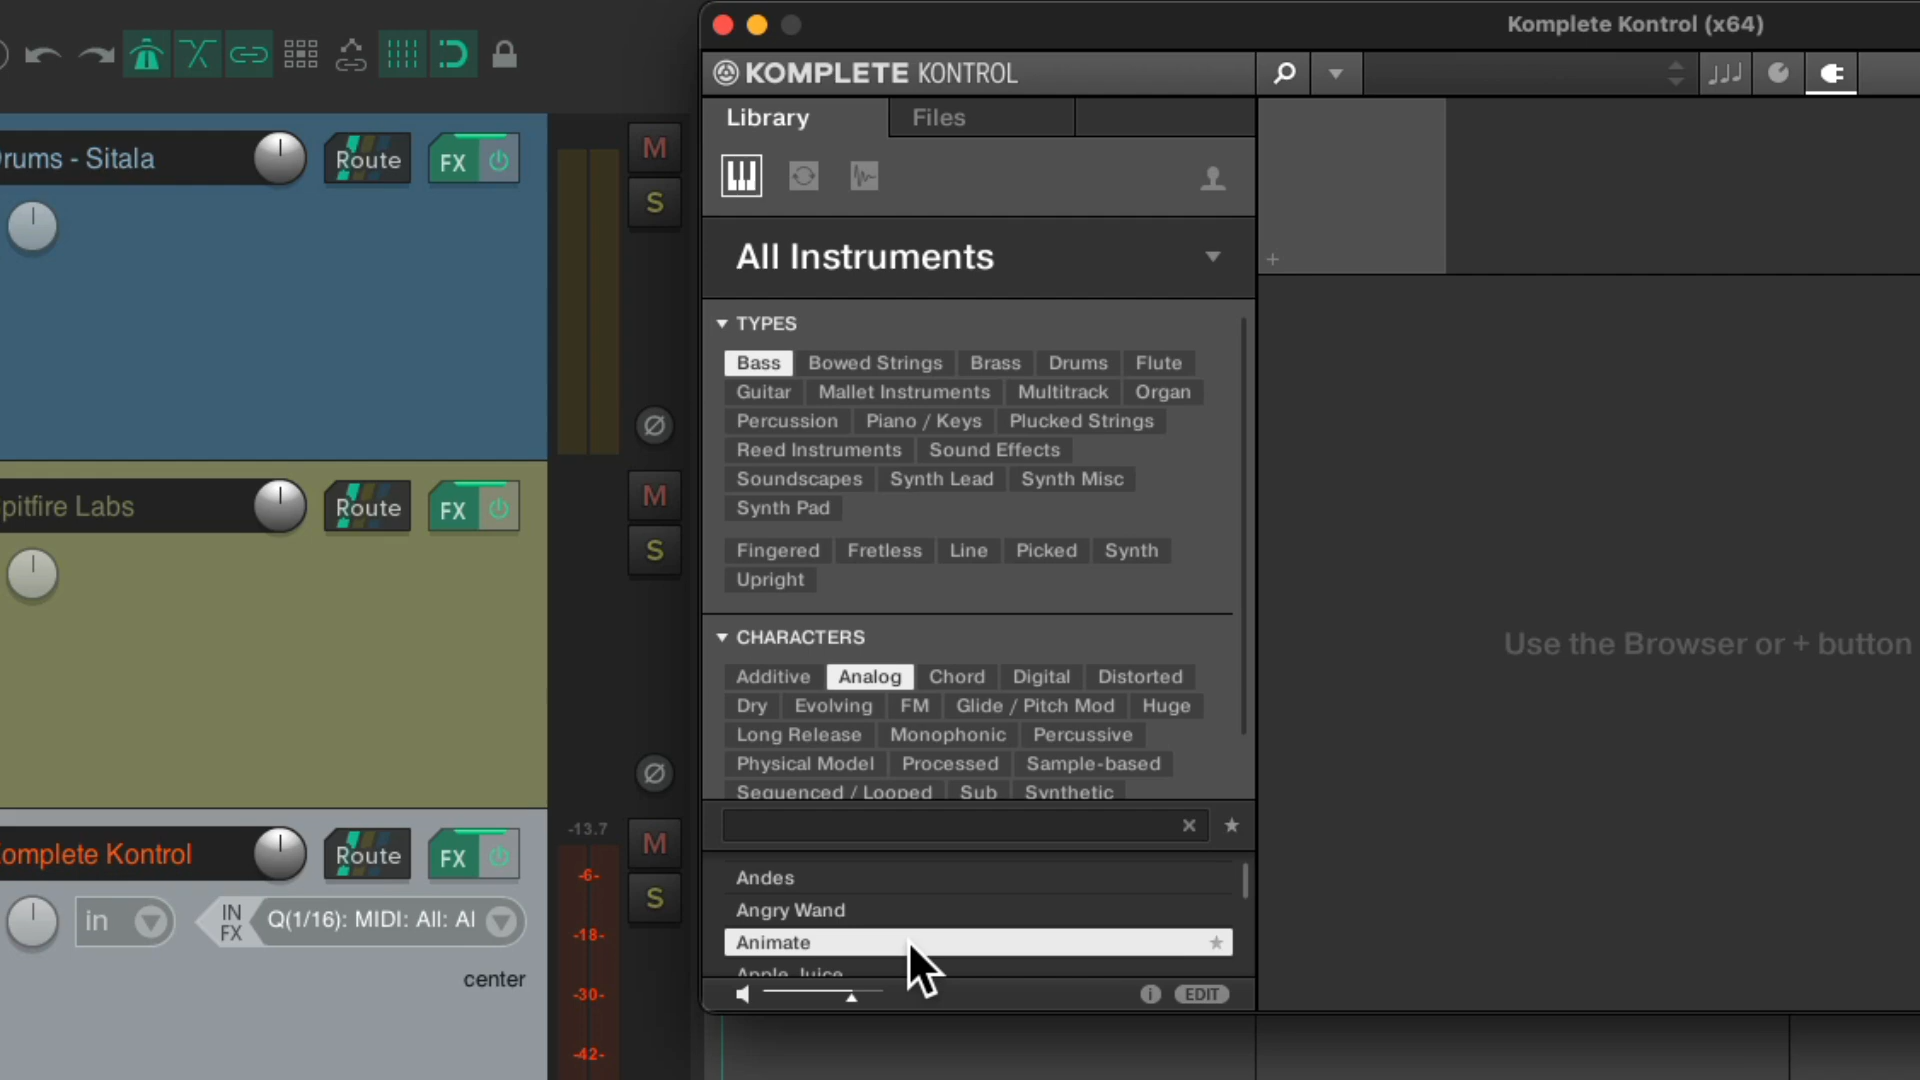 Komplete Kontrol (x64)
KOMPLETE KONTROL
Library Files
All Instruments
TYPES
Bass Bowed Strings Brass Drums Flute
Guitar Mallet Instruments Multitrack Organ
Percussion Piano / Keys Plucked Strings
Reed Instruments Sound Effects
Soundscapes Synth Lead Synth Misc
Synth Pad
Fingered Fretless Line Picked Synth
Upright
CHARACTERS
Additive Analog Chord Digital Distorted
Dry Evolving FM Glide / Pitch Mod Huge
Long Release Monophonic Percussive
Physical Model Processed Sample-based
Sequenced / Looped Sub Synthetic
Andes
Angry Wand
Animate
Apple Juice
EDIT
Use the Browser or + button
rums - Sitala Route FX M
S
pitfire Labs Route FX M
S
omplete Kontrol Route FX -13.7 M
S
in IN FX Q(1/16): MIDI: All: Al
center
-6-
-18-
-30-
-42-